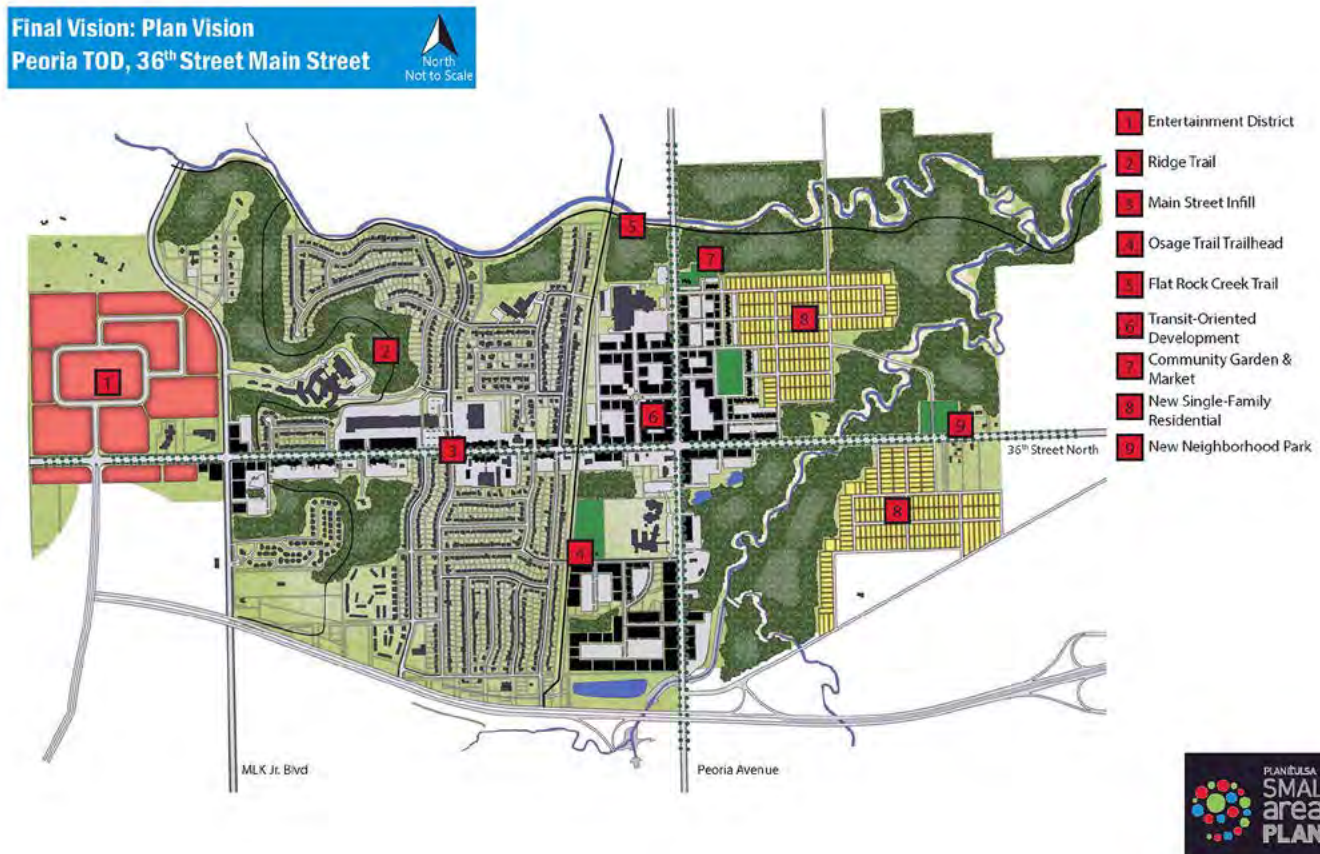 Final Vision: Plan Vision
Peoria TOD, 36th Street Main Street
North
Not to Scale
1 Entertainment District
2 Ridge Trail
3 Main Street Infill
4 Osage Trail Trailhead
5 Flat Rock Creek Trail
6 Transit-Oriented
Development
7 Community Garden &
Market
8 New Single-Family
Residential
9 New Neighborhood Park
5
7
8
2
1
6
9
3
36th Street North
8
4
MLK Jr. Blvd
Peoria Avenue
PLANiTULSA
SMAL
area
PLAN